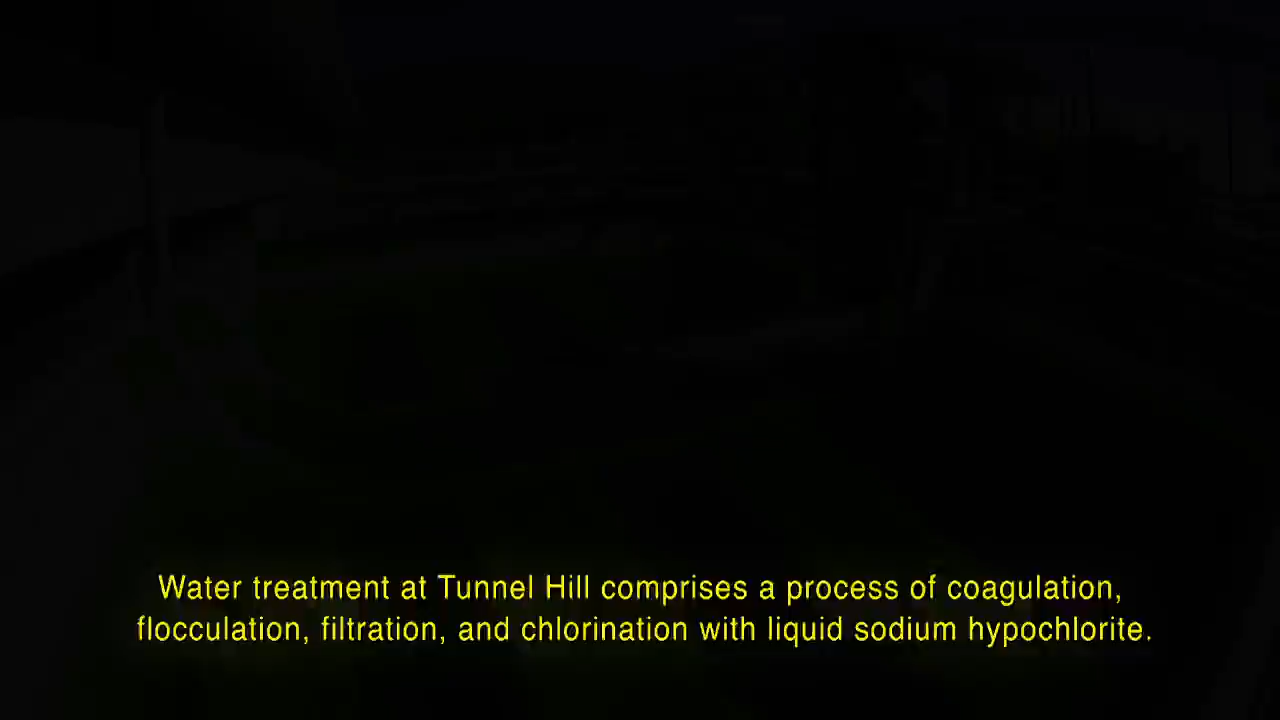 Water treatment at Tunnel Hill comprises a process of coagulation,
flocculation, filtration, and chlorination with liquid sodium hypochlorite.